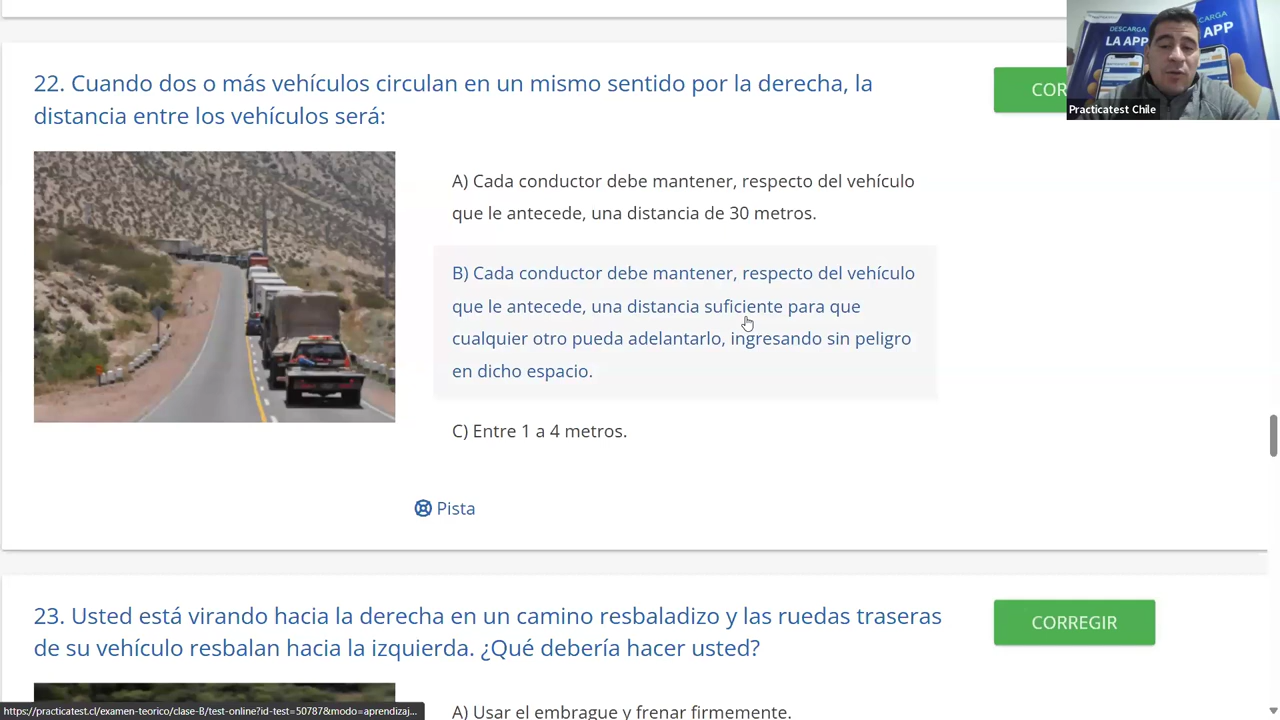 22. Cuando dos o más vehículos circulan en un mismo sentido por la derecha, la
distancia entre los vehículos será:
COR
DESCARGA
LA APP
CARGA
APP
Practicatest Chile
A) Cada conductor debe mantener, respecto del vehículo
que le antecede, una distancia de 30 metros.
B) Cada conductor debe mantener, respecto del vehículo
que le antecede, una distancia suficiente para que
cualquier otro pueda adelantarlo, ingresando sin peligro
en dicho espacio.
C) Entre 1 a 4 metros.
Pista
23. Usted está virando hacia la derecha en un camino resbaladizo y las ruedas traseras
de su vehículo resbalan hacia la izquierda. ¿Qué debería hacer usted?
CORREGIR
A) Usar el embrague y frenar firmemente.
https://practicatest.cl/examen-teorico/clase-B/test-online?id-test=50787&modo=aprendizaj...